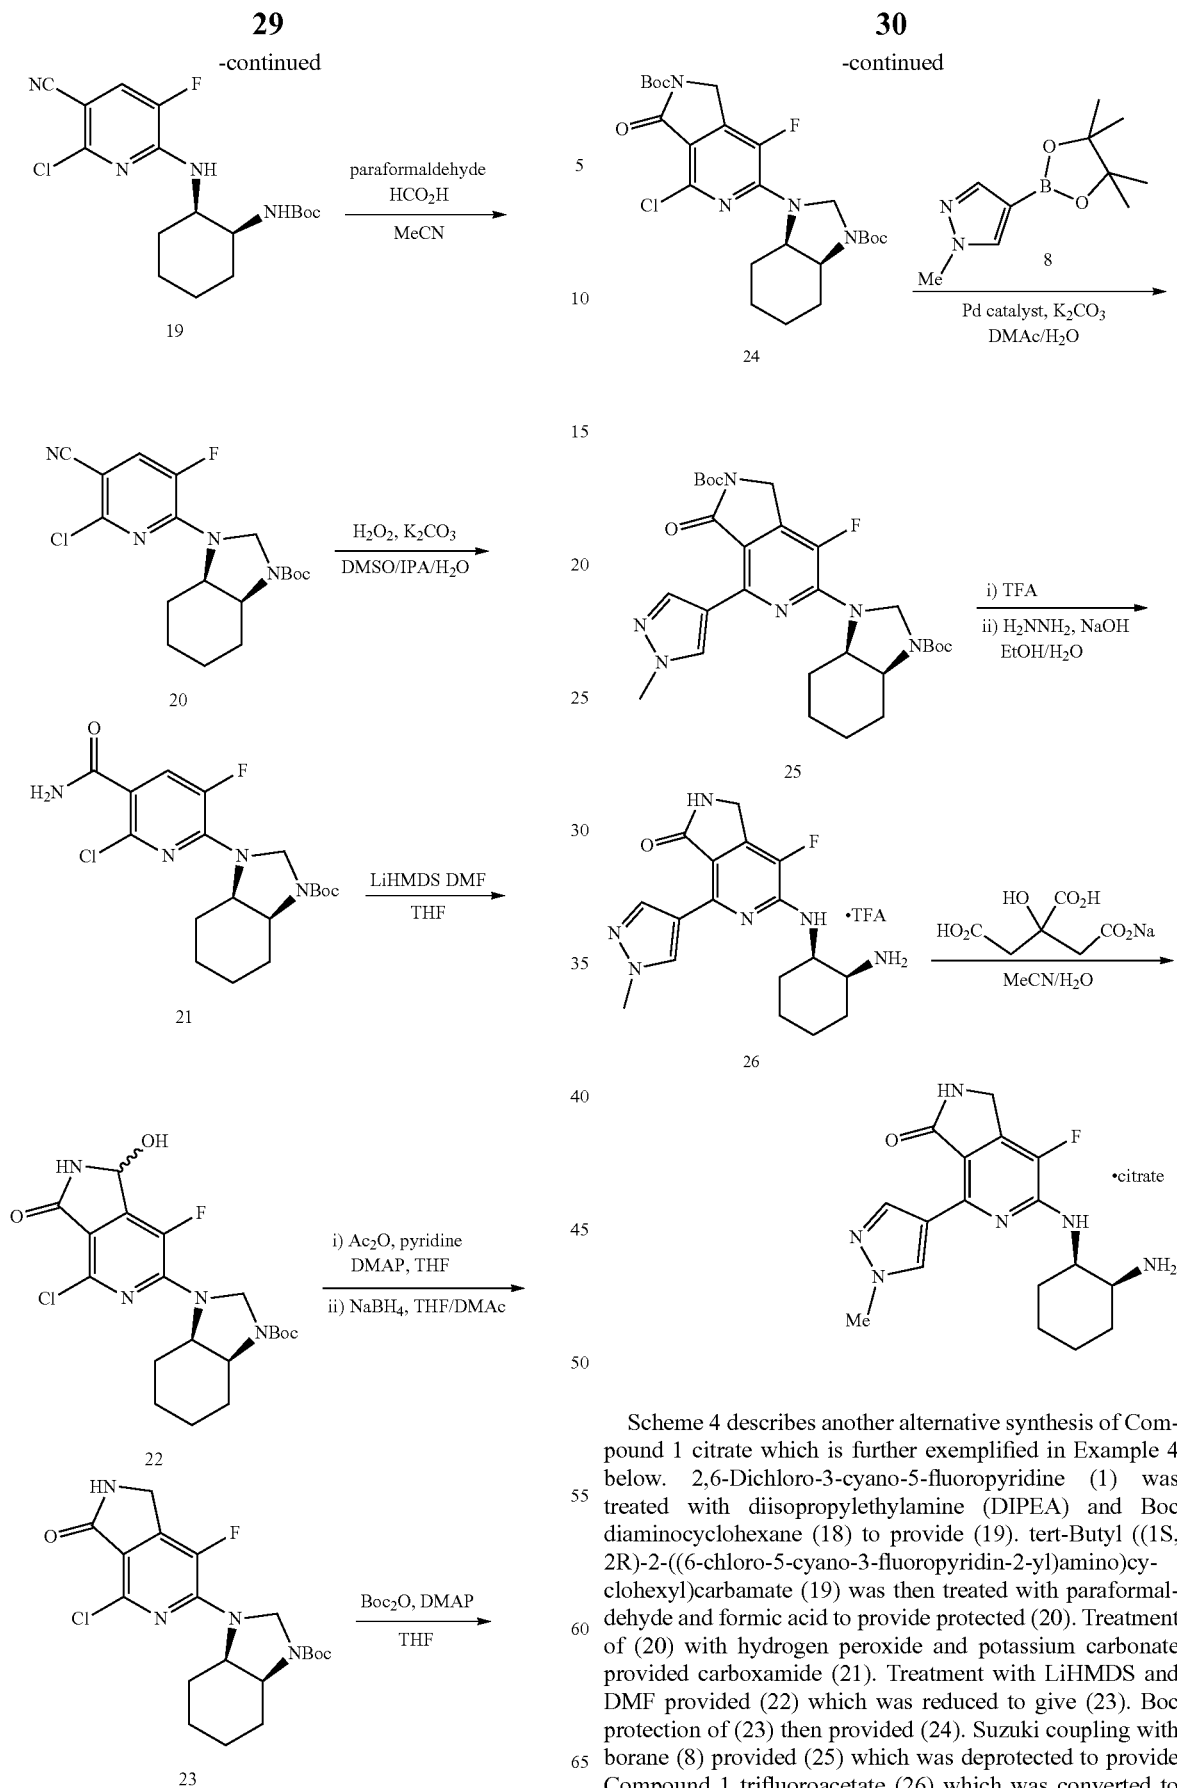 29
-continued
NC
F
Cl
N
NH
NHBoc
paraformaldehyde
HCO2H
MeCN
19
NC
F
Cl
N
N
NBoc
H2O2, K2CO3
DMSO/IPA/H2O
20
O
H2N
F
Cl
N
N
NBoc
LiHMDS DMF
THF
21
OH
HN
O
F
Cl
N
N
NBoc
i) Ac2O, pyridine
DMAP, THF
ii) NaBH4, THF/DMAc
22
HN
O
F
Cl
N
N
NBoc
Boc2O, DMAP
THF
23
5
10
15
20
25
30
35
40
45
50
55
60
65
30
-continued
BocN
O
F
Cl
N
N
NBoc
24
O
B
O
N
N
Me
8
Pd catalyst, K2CO3
DMAc/H2O
BocN
O
F
N
N
N
N
NBoc
i) TFA
ii) H2NNH2, NaOH
EtOH/H2O
25
HN
O
F
N
N
N
NH
NH2
•TFA
HO
CO2H
HO2C
CO2Na
MeCN/H2O
26
HN
O
F
N
N
N
NH
NH2
Me
•citrate
Scheme 4 describes another alternative synthesis of Com-
pound 1 citrate which is further exemplified in Example 4
below. 2,6-Dichloro-3-cyano-5-fluoropyridine (1) was
treated with diisopropylethylamine (DIPEA) and Boc
diaminocyclohexane (18) to provide (19). tert-Butyl ((1S,
2R)-2-((6-chloro-5-cyano-3-fluoropyridin-2-yl)amino)cy-
clohexyl)carbamate (19) was then treated with paraformal-
dehyde and formic acid to provide protected (20). Treatment
of (20) with hydrogen peroxide and potassium carbonate
provided carboxamide (21). Treatment with LiHMDS and
DMF provided (22) which was reduced to give (23). Boc
protection of (23) then provided (24). Suzuki coupling with
borane (8) provided (25) which was deprotected to provide
Compound 1 trifluoroacetate (26) which was converted to